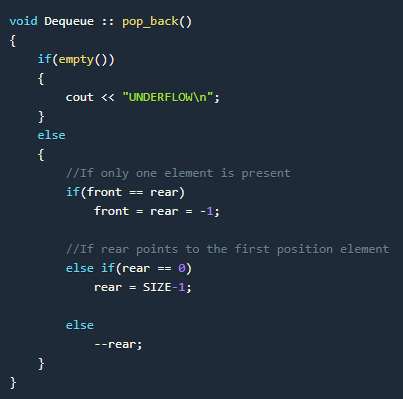 void Dequeue :: pop_back()
{
    if(empty())
    {
        cout << "UNDERFLOW\n";
    }
    else
    {
        //If only one element is present
        if(front == rear)
            front = rear = -1;

        //If rear points to the first position element
        else if(rear == 0)
            rear = SIZE-1;

        else
            --rear;
    }
}